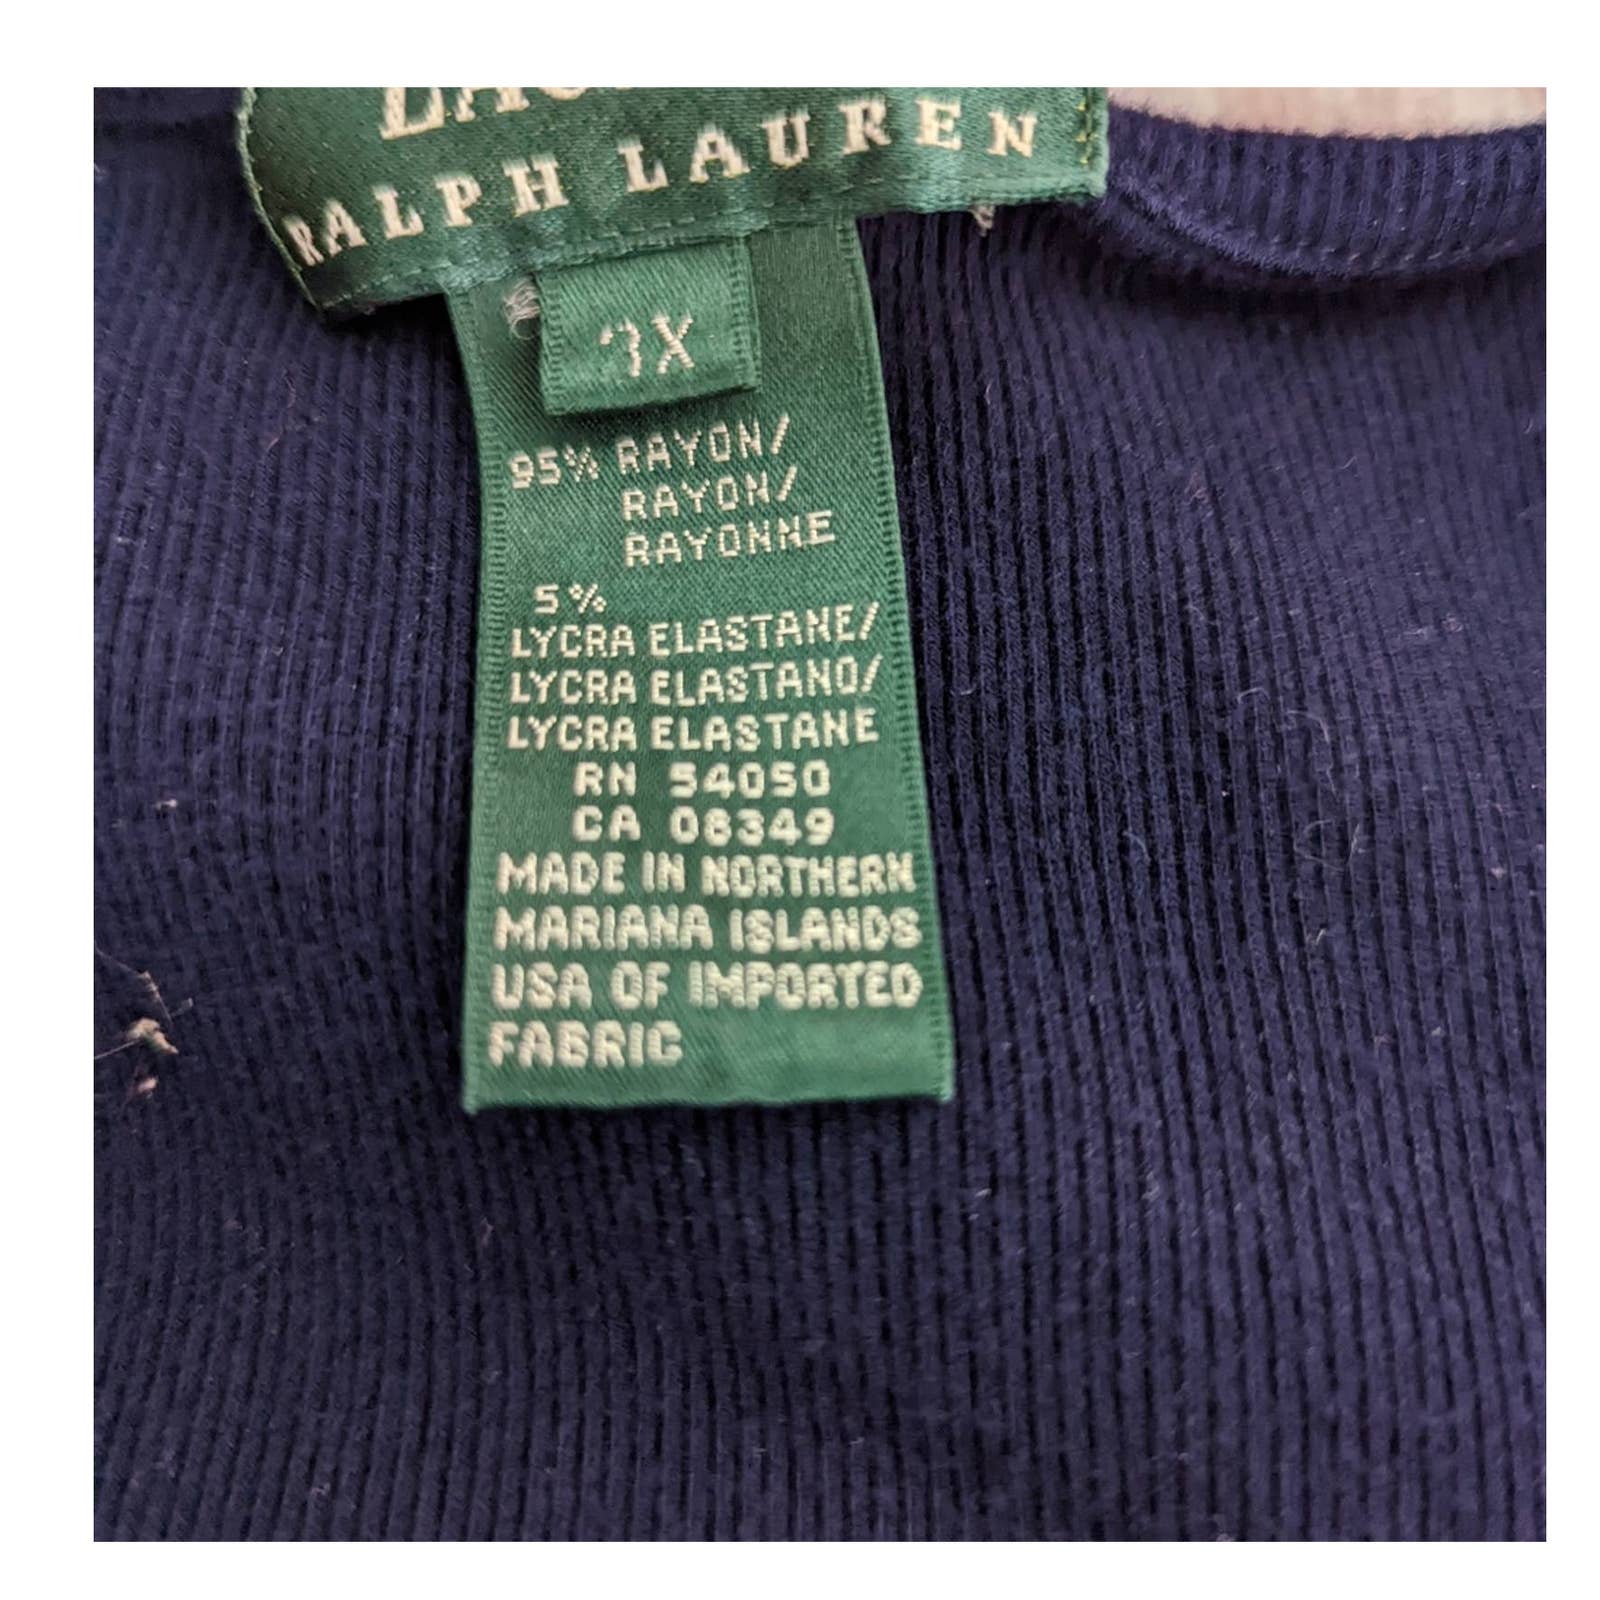 RALPH LAUREN
95% RAYON/
RAYON/
RAYONNE
5%
LYCRA ELASTANE/
LYCRA ELASTANO/
LYCRA ELASTANE
RN 54050
CA 08349
MADE IN NORTHERN
MARIANA ISLANDS
USA OF IMPORTED
FABRIC